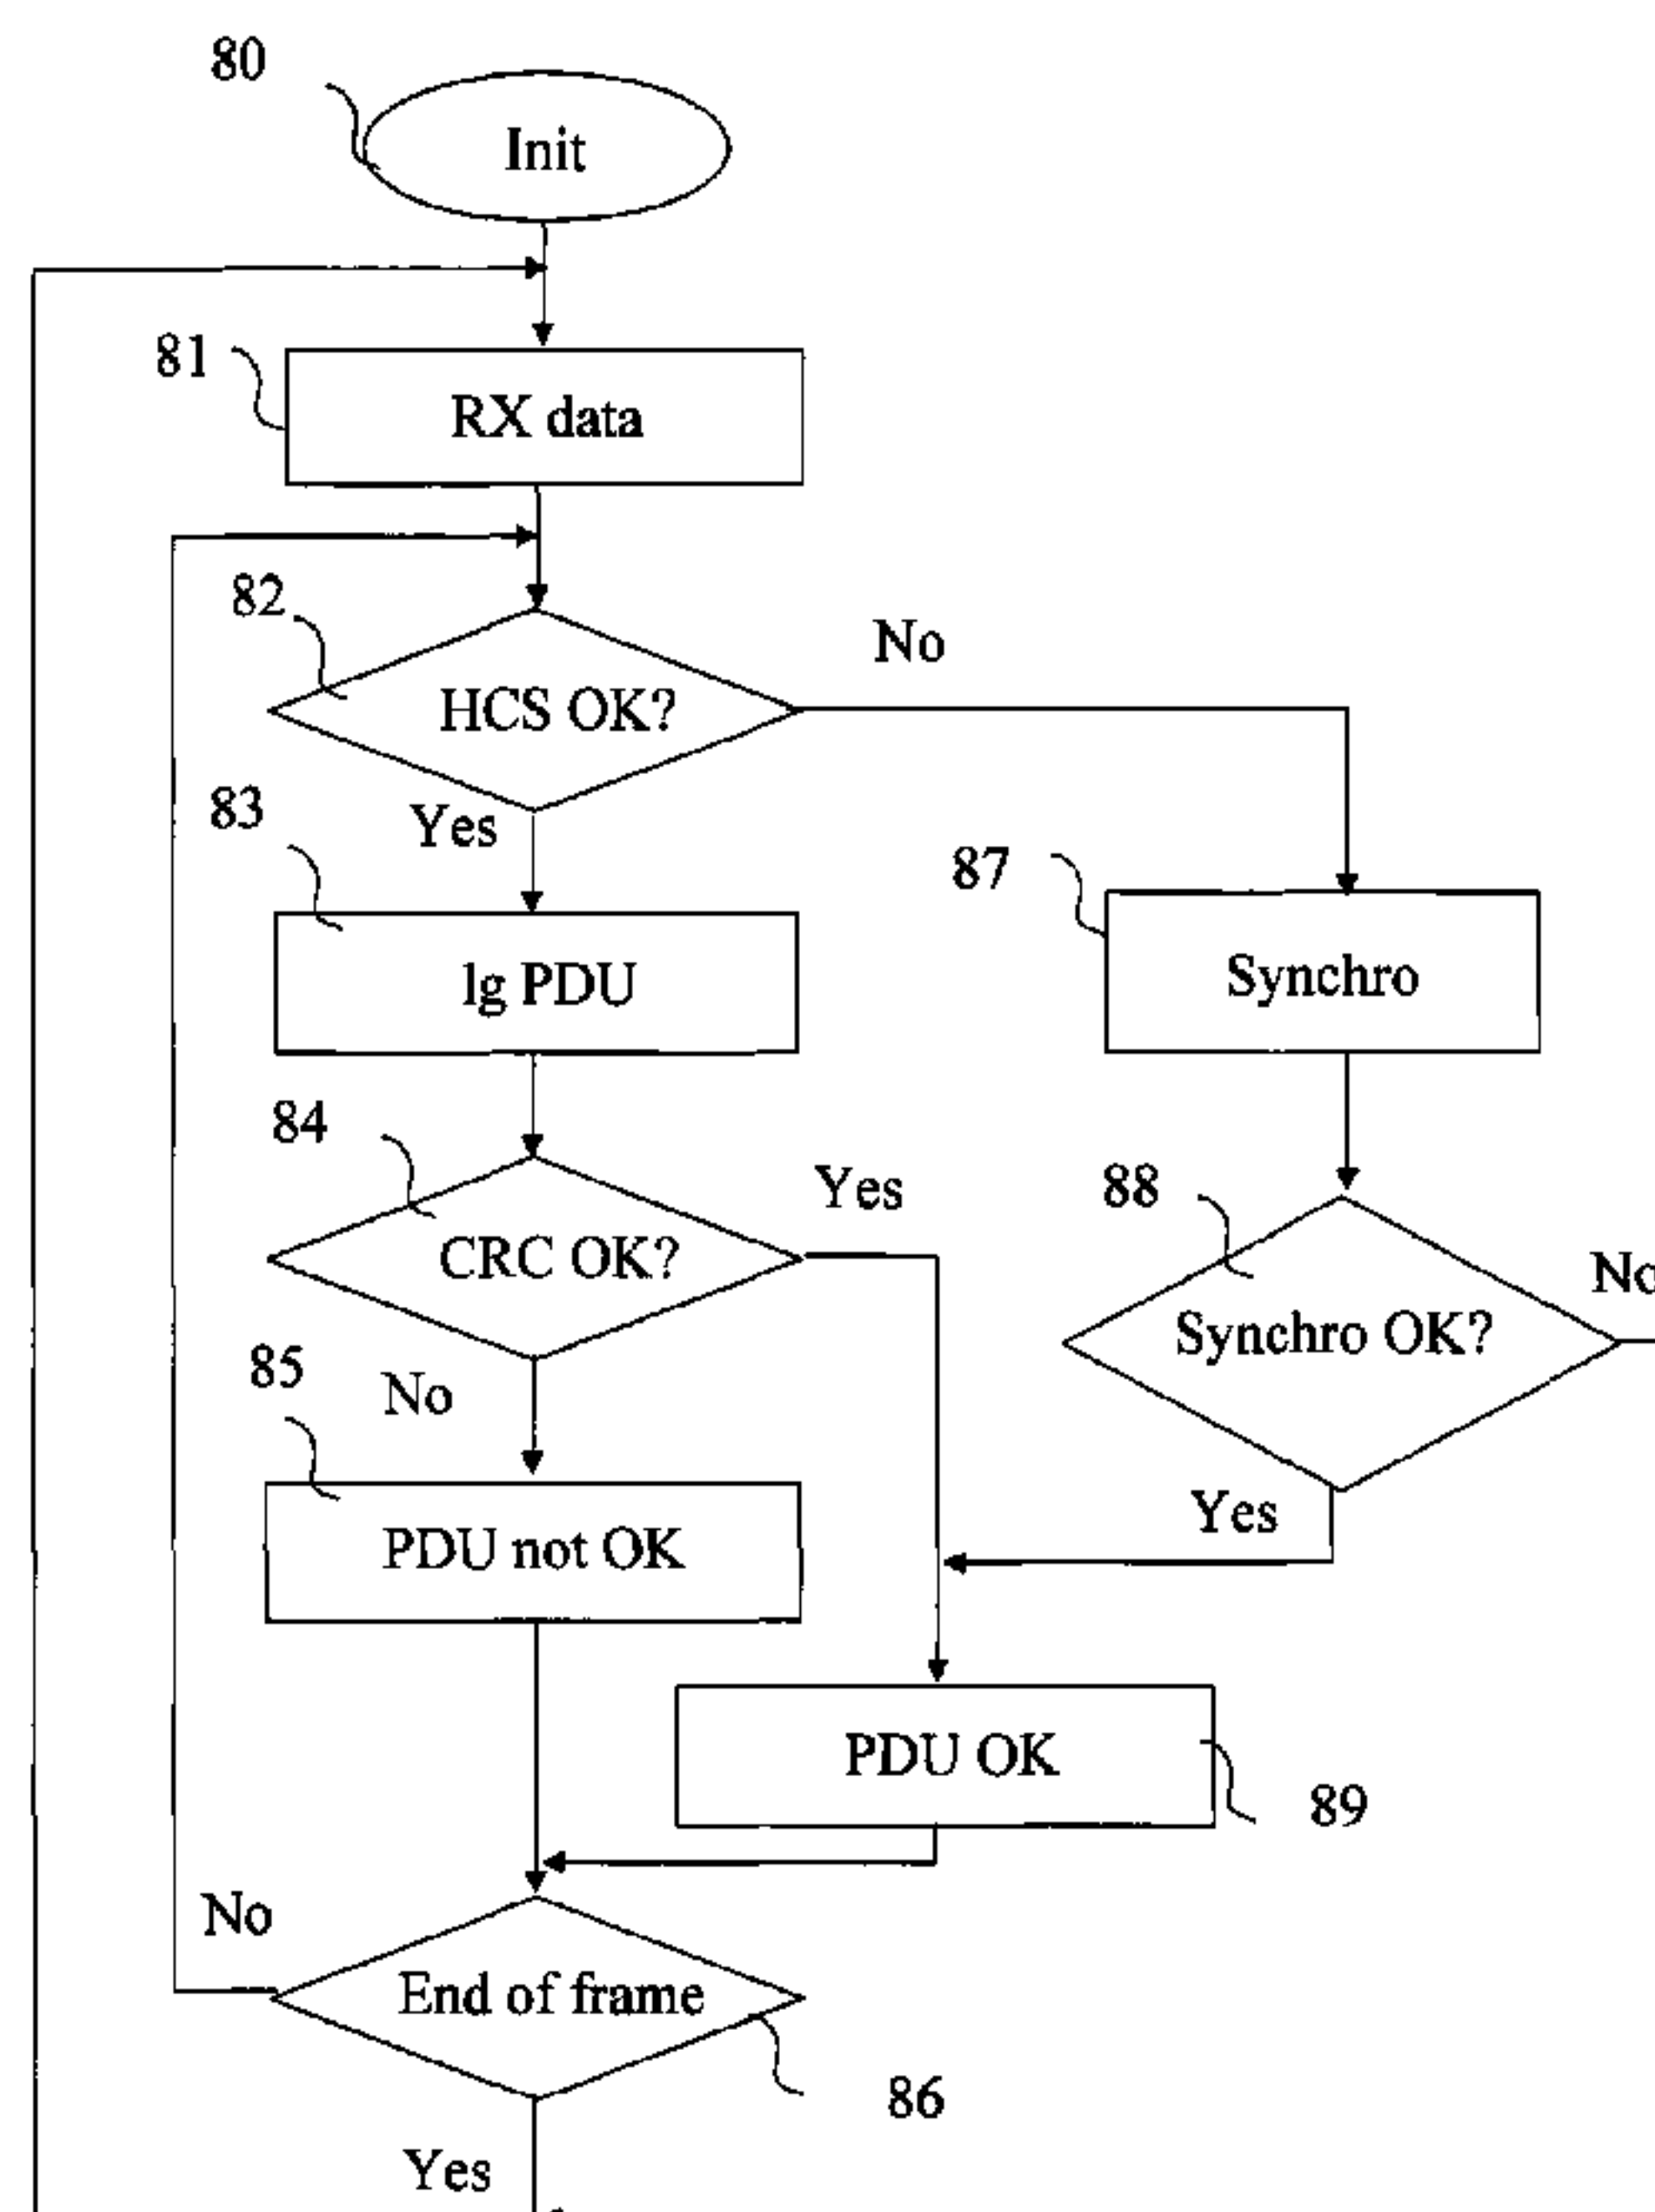 80
Init
81
RX data
82
No
HCS OK?
83
Yes
87
lg PDU
Synchro
84
Yes
88
CRC OK?
No
Synchro OK?
85
No
Yes
PDU not OK
PDU OK
89
No
End of frame
86
Yes